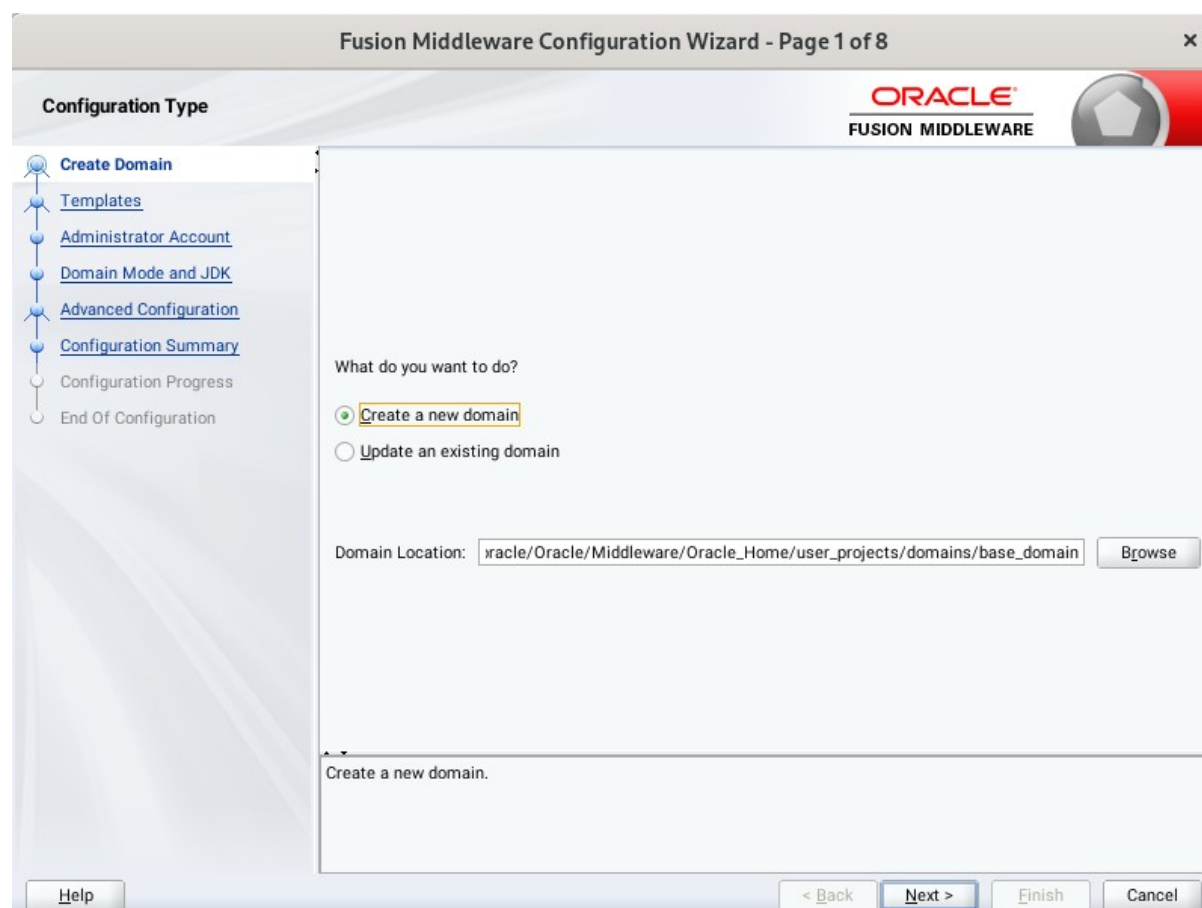 Fusion Middleware Configuration Wizard - Page 1 of 8
Configuration Type
ORACLE
FUSION MIDDLEWARE
Create Domain
Templates
Administrator Account
Domain Mode and JDK
Advanced Configuration
Configuration Summary
Configuration Progress
End Of Configuration
What do you want to do?
Create a new domain
Update an existing domain
Domain Location: racle/Oracle/Middleware/Oracle_Home/user_projects/domains/base_domain Browse
Create a new domain.
Help < Back Next > Finish Cancel